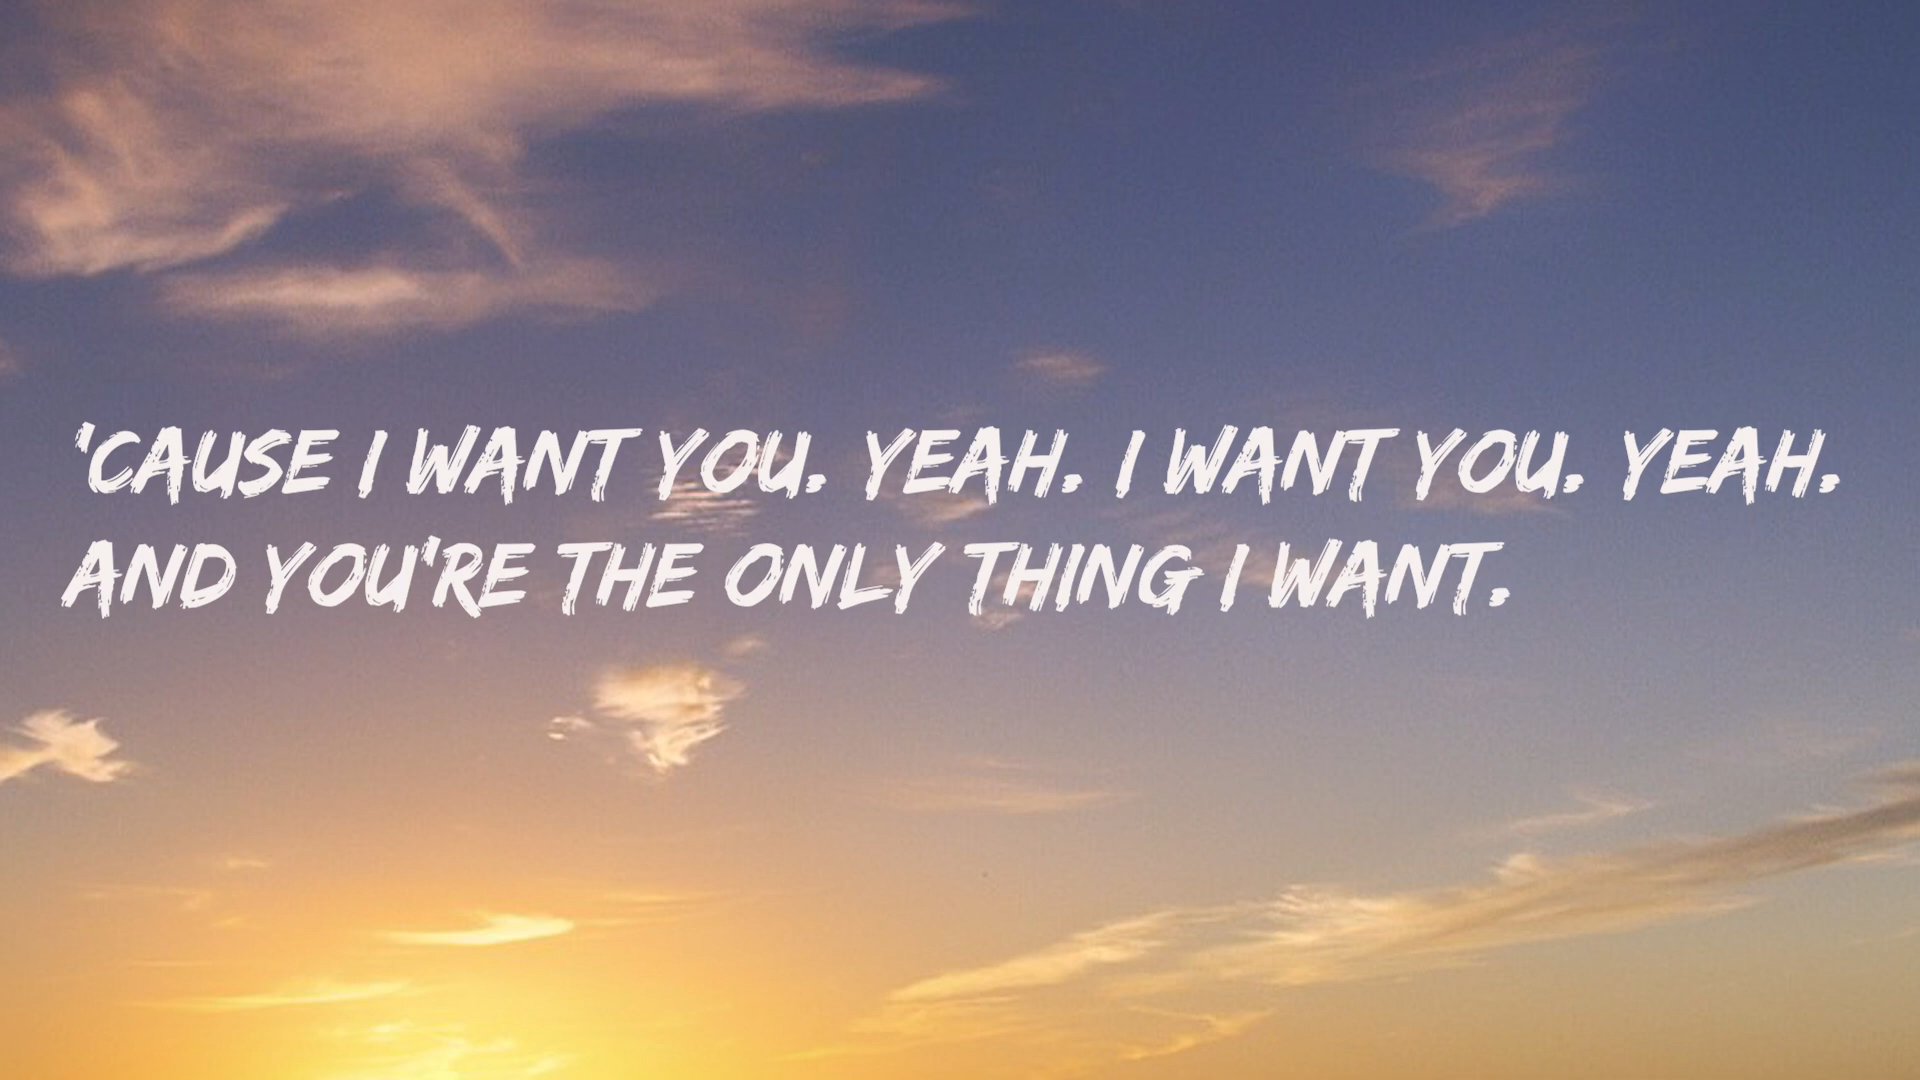 'CAUSE I WANT YOU. YEAH. I WANT YOU. YEAH.
AND YOU'RE THE ONLY THING I WANT.